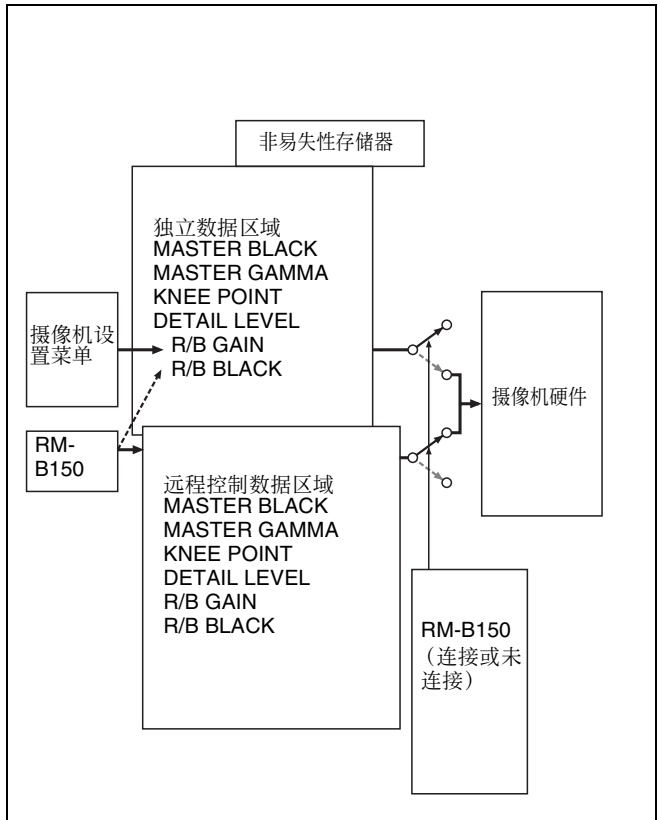 非易失性存储器
独立数据区域
MASTER BLACK
MASTER GAMMA
KNEE POINT
DETAIL LEVEL
R/B GAIN
R/B BLACK
摄像机设
置菜单
RM-
B150
远程控制数据区域
MASTER BLACK
MASTER GAMMA
KNEE POINT
DETAIL LEVEL
R/B GAIN
R/B BLACK
摄像机硬件
RM-B150
（连接或未
连接）